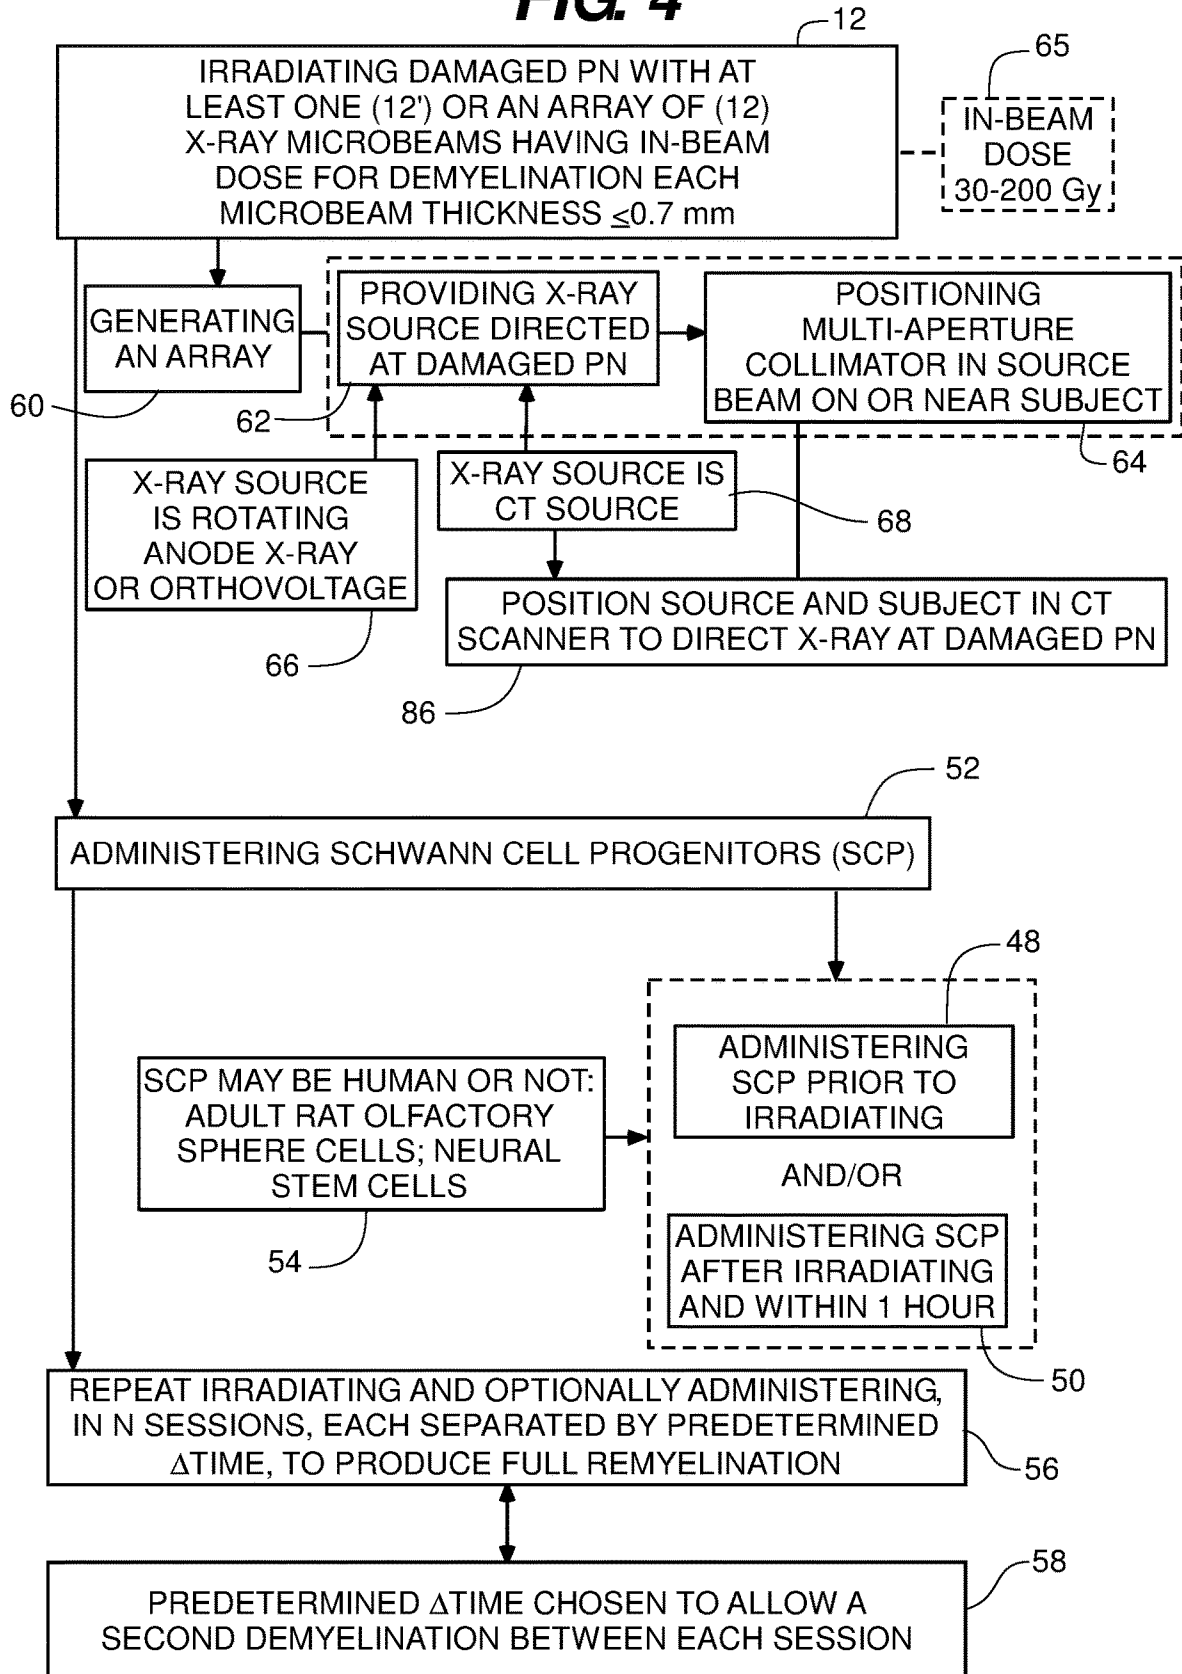 FIG. 4
12
IRRADIATING DAMAGED PN WITH AT
LEAST ONE (12') OR AN ARRAY OF (12)
X-RAY MICROBEAMS HAVING IN-BEAM
DOSE FOR DEMYELINATION EACH
MICROBEAM THICKNESS ≤0.7 mm
65
IN-BEAM
DOSE
30-200 Gy
GENERATING
AN ARRAY
60
PROVIDING X-RAY
SOURCE DIRECTED
AT DAMAGED PN
62
POSITIONING
MULTI-APERTURE
COLLIMATOR IN SOURCE
BEAM ON OR NEAR SUBJECT
64
X-RAY SOURCE
IS ROTATING
ANODE X-RAY
OR ORTHOVOLTAGE
66
X-RAY SOURCE IS
CT SOURCE
68
POSITION SOURCE AND SUBJECT IN CT
SCANNER TO DIRECT X-RAY AT DAMAGED PN
86
52
ADMINISTERING SCHWANN CELL PROGENITORS (SCP)
48
ADMINISTERING
SCP PRIOR TO
IRRADIATING
AND/OR
ADMINISTERING SCP
AFTER IRRADIATING
AND WITHIN 1 HOUR
50
SCP MAY BE HUMAN OR NOT:
ADULT RAT OLFACTORY
SPHERE CELLS; NEURAL
STEM CELLS
54
REPEAT IRRADIATING AND OPTIONALLY ADMINISTERING,
IN N SESSIONS, EACH SEPARATED BY PREDETERMINED
ΔTIME, TO PRODUCE FULL REMYELINATION
56
58
PREDETERMINED ΔTIME CHOSEN TO ALLOW A
SECOND DEMYELINATION BETWEEN EACH SESSION